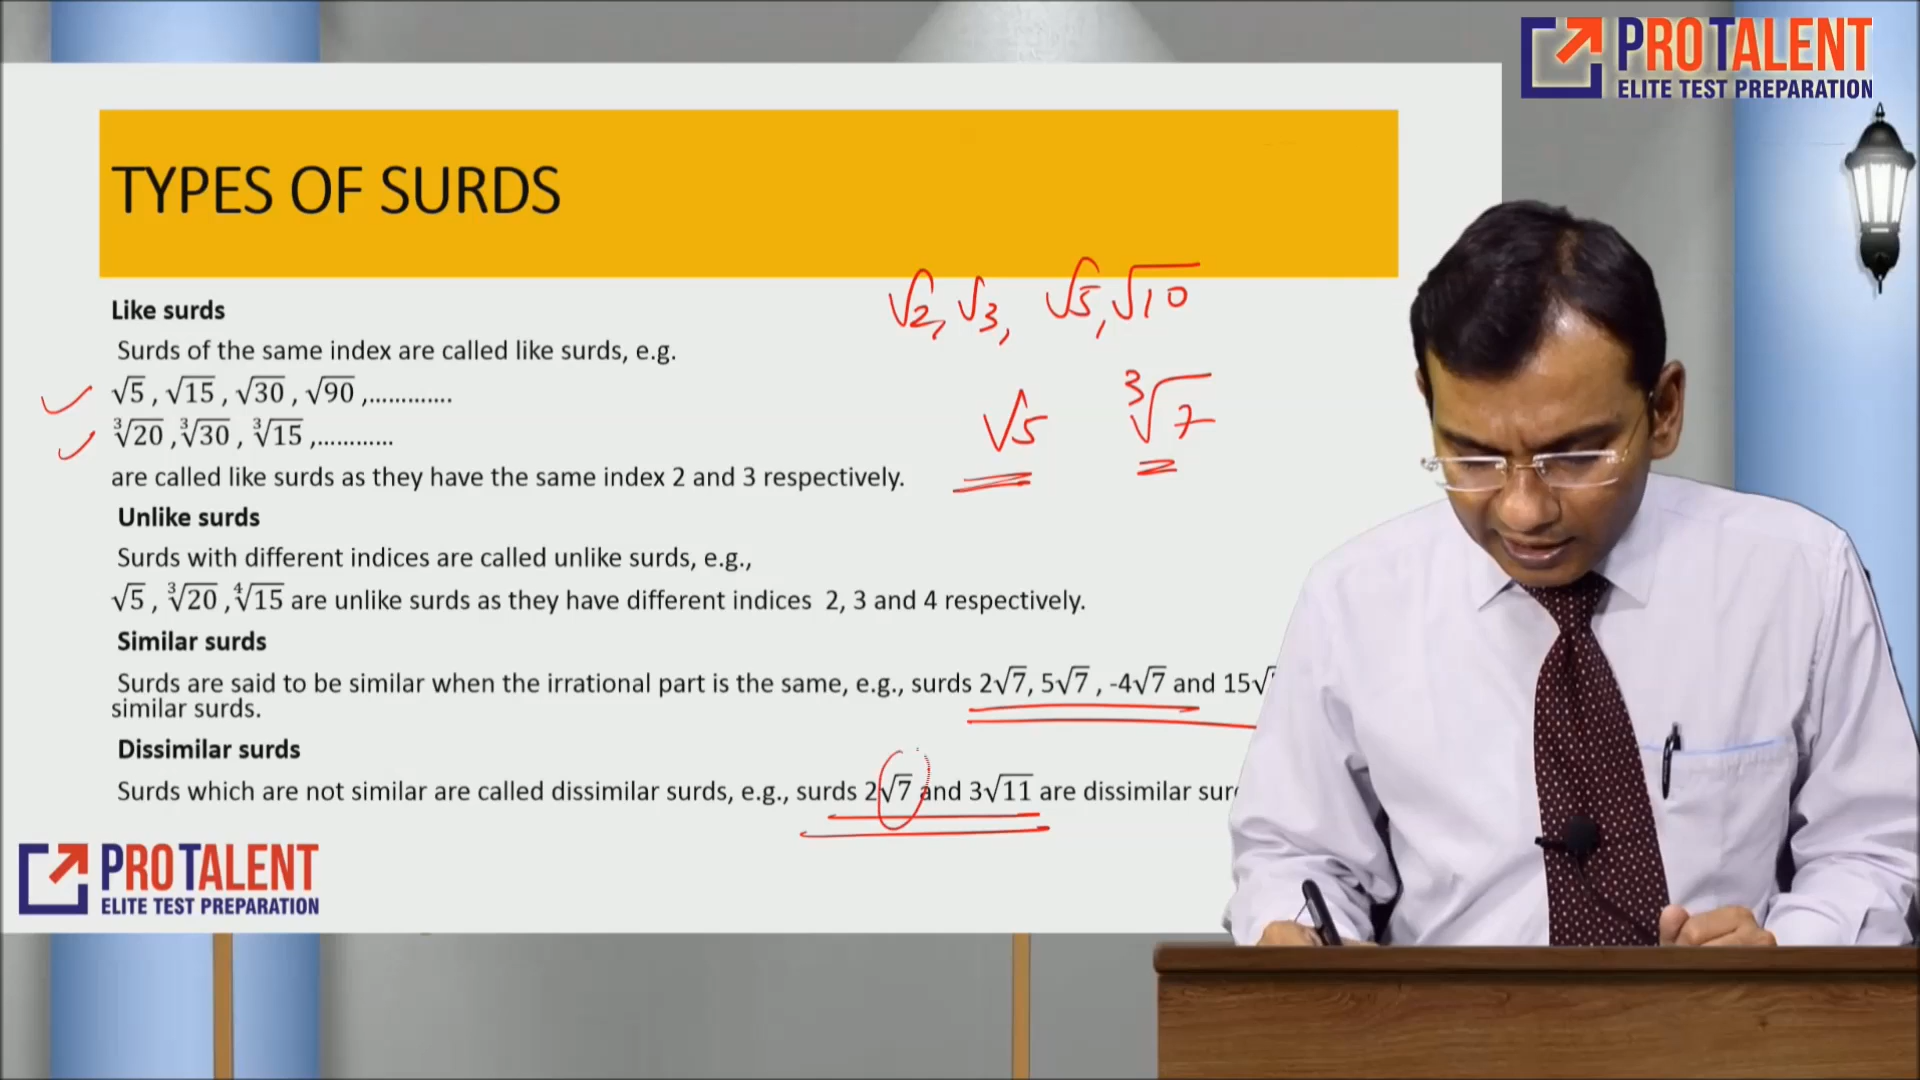 PRO TALENT
ELITE TEST PREPARATION
TYPES OF SURDS
√2, √3, √5, √10
Like surds
Surds of the same index are called like surds, e.g.
√5 , √15 , √30 , √90 ,.............
∛20 , ∛30 , ∛15 ,............
√5 ∛7
are called like surds as they have the same index 2 and 3 respectively.
Unlike surds
Surds with different indices are called unlike surds, e.g.,
√5 , ∛20 , ∜15 are unlike surds as they have different indices 2, 3 and 4 respectively.
Similar surds
Surds are said to be similar when the irrational part is the same, e.g., surds 2√7, 5√7 , -4√7 and 15√
similar surds.
Dissimilar surds
Surds which are not similar are called dissimilar surds, e.g., surds 2√7 and 3√11 are dissimilar
PRO TALENT
ELITE TEST PREPARATION